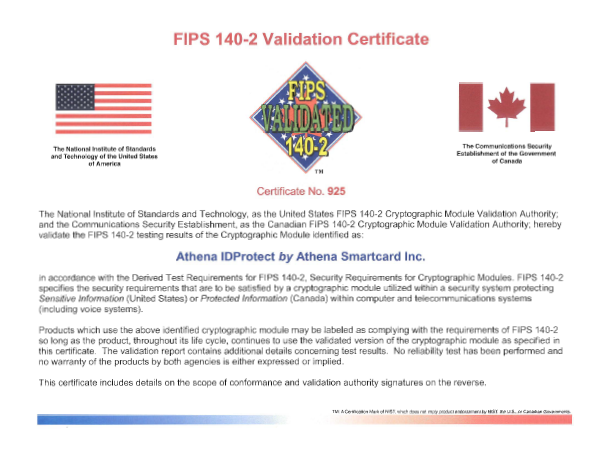 FIPS 140-2 Validation Certificate
FIPS
VALIDATED
140-2
TM
The National Institute of Standards
and Technology of the United States
of America
The Communications Security
Establishment of the Government
of Canada
Certificate No. 925
The National Institute of Standards and Technology, as the United States FIPS 140-2 Cryptographic Module Validation Authority;
and the Communications Security Establishment, as the Canadian FIPS 140-2 Cryptographic Module Validation Authority; hereby
validate the FIPS 140-2 testing results of the Cryptographic Module identified as:
Athena IDProtect by Athena Smartcard Inc.
in accordance with the Derived Test Requirements for FIPS 140-2, Security Requirements for Cryptographic Modules. FIPS 140-2
specifies the security requirements that are to be satisfied by a cryptographic module utilized within a security system protecting
Sensitive Information (United States) or Protected Information (Canada) within computer and telecommunications systems
(including voice systems).
Products which use the above identified cryptographic module may be labeled as complying with the requirements of FIPS 140-2
so long as the product, throughout its life cycle, continues to use the validated version of the cryptographic module as specified in
this certificate. The validation report contains additional details concerning test results. No reliability test has been performed and
no warranty of the products by both agencies is either expressed or implied.
This certificate includes details on the scope of conformance and validation authority signatures on the reverse.
TM: A Certification Mark of NIST, which does not imply product endorsement by NIST, the U.S., or Canadian Governments.